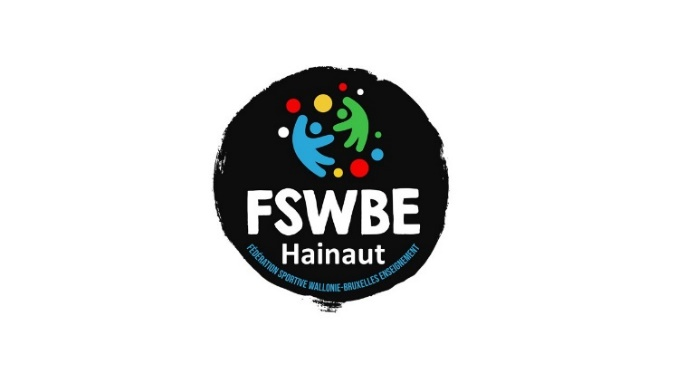 FSWBE
Hainaut
FÉDÉRATION SPORTIVE WALLONIE-BRUXELLES ENSEIGNEMENT